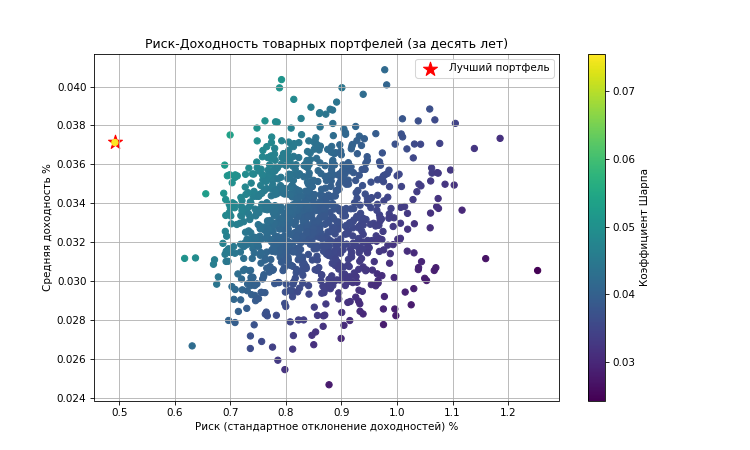 Риск-Доходность товарных портфелей (за десять лет)
Лучший портфель
0.040
0.038
0.036
0.034
0.032
0.030
0.028
0.026
0.024
Средняя доходность %
0.5 0.6 0.7 0.8 0.9 1.0 1.1 1.2
Риск (стандартное отклонение доходностей) %
0.07
0.06
0.05
0.04
0.03
Коэффициент Шарпа